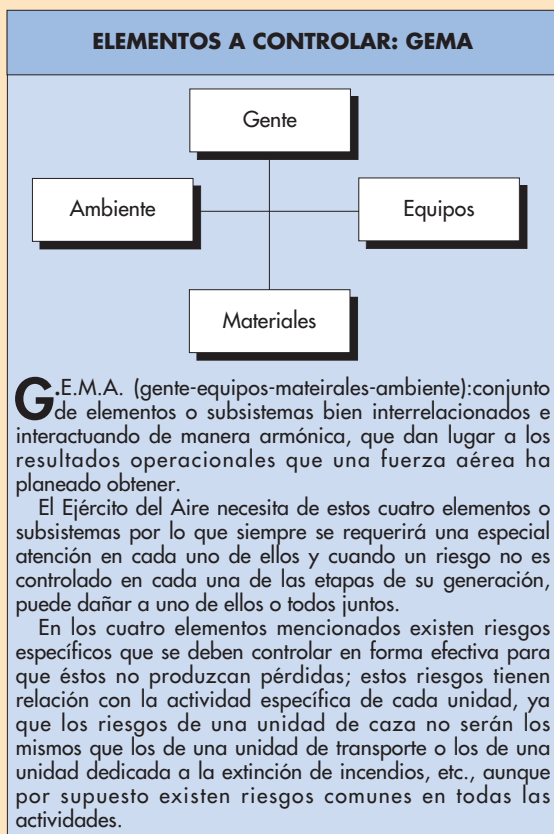 ELEMENTOS A CONTROLAR: GEMA
Gente
Ambiente
Equipos
Materiales
G.E.M.A. (gente-equipos-mateirales-ambiente):conjunto
de elementos o subsistemas bien interrelacionados e
interactuando de manera armónica, que dan lugar a los
resultados operacionales que una fuerza aérea ha
planeado obtener.
El Ejército del Aire necesita de estos cuatro elementos o
subsistemas por lo que siempre se requerirá una especial
atención en cada uno de ellos y cuando un riesgo no es
controlado en cada una de las etapas de su generación,
puede dañar a uno de ellos o todos juntos.
En los cuatro elementos mencionados existen riesgos
específicos que se deben controlar en forma efectiva para
que éstos no produzcan pérdidas; estos riesgos tienen
relación con la actividad específica de cada unidad, ya
que los riesgos de una unidad de caza no serán los
mismos que los de una unidad de transporte o los de una
unidad dedicada a la extinción de incendios, etc., aunque
por supuesto existen riesgos comunes en todas las
actividades.